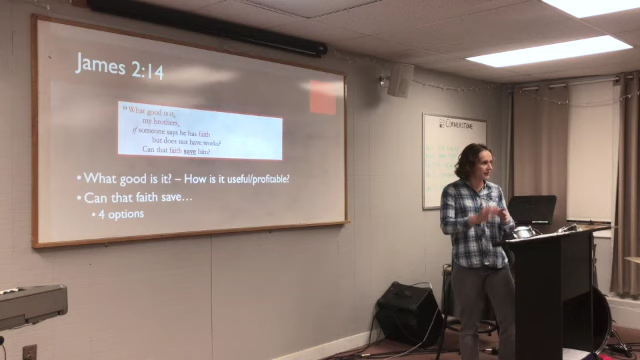 James 2:14
14 What good is it,
my brothers,
if someone says he has faith
but does not have works?
Can that faith save him?
• What good is it? – How is it useful/profitable?
• Can that faith save…
• 4 options
CORNERSTONE